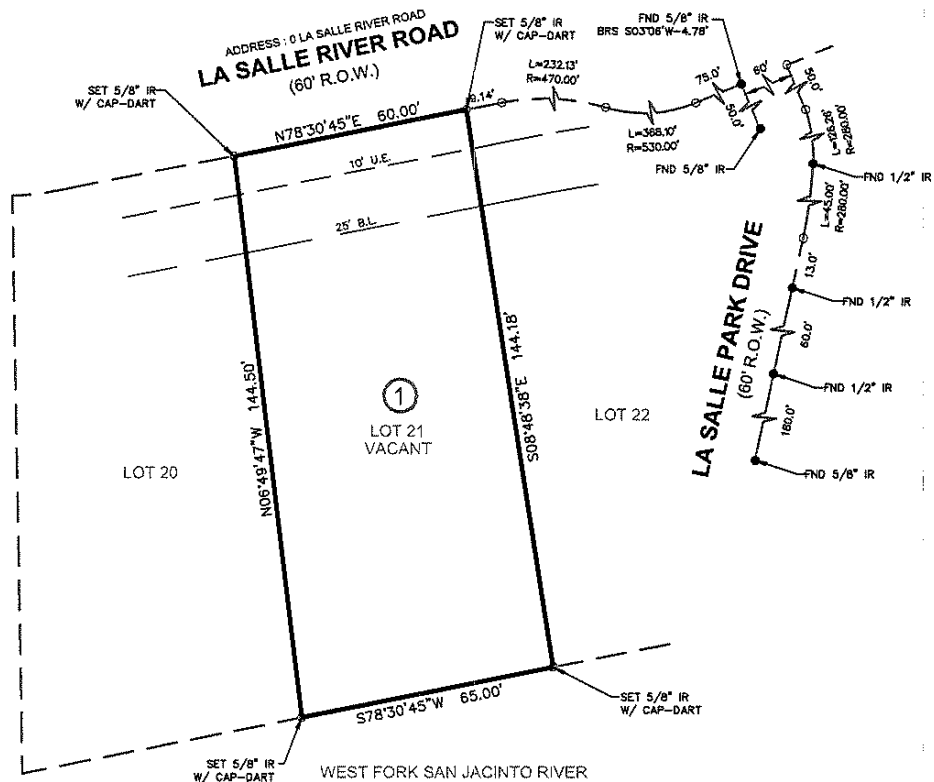 ADDRESS : 0 LA SALLE RIVER ROAD
LA SALLE RIVER ROAD
(60' R.O.W.)
SET 5/8" IR
W/ CAP-DART
SET 5/8" IR
W/ CAP-DART
FND 5/8" IR
BRS S03°06'W-4.78'
N78°30'45"E 60.00'
9.14'
L=232.13'
R=470.00'
L=368.10'
R=530.00'
75.0'
60'
50.0'
50.0'
FND 5/8" IR
L=126.26'
R=280.00'
FND 1/2" IR
L=45.00'
R=280.00'
13.0'
FND 1/2" IR
60.0'
FND 1/2" IR
180.0'
FND 5/8" IR
LA SALLE PARK DRIVE
(60' R.O.W.)
10' U.E.
25' B.L.
N06°49'47"W 144.50'
S08°48'38"E 144.18'
1
LOT 21
VACANT
LOT 20
LOT 22
S78°30'45"W 65.00'
SET 5/8" IR
W/ CAP-DART
SET 5/8" IR
W/ CAP-DART
WEST FORK SAN JACINTO RIVER